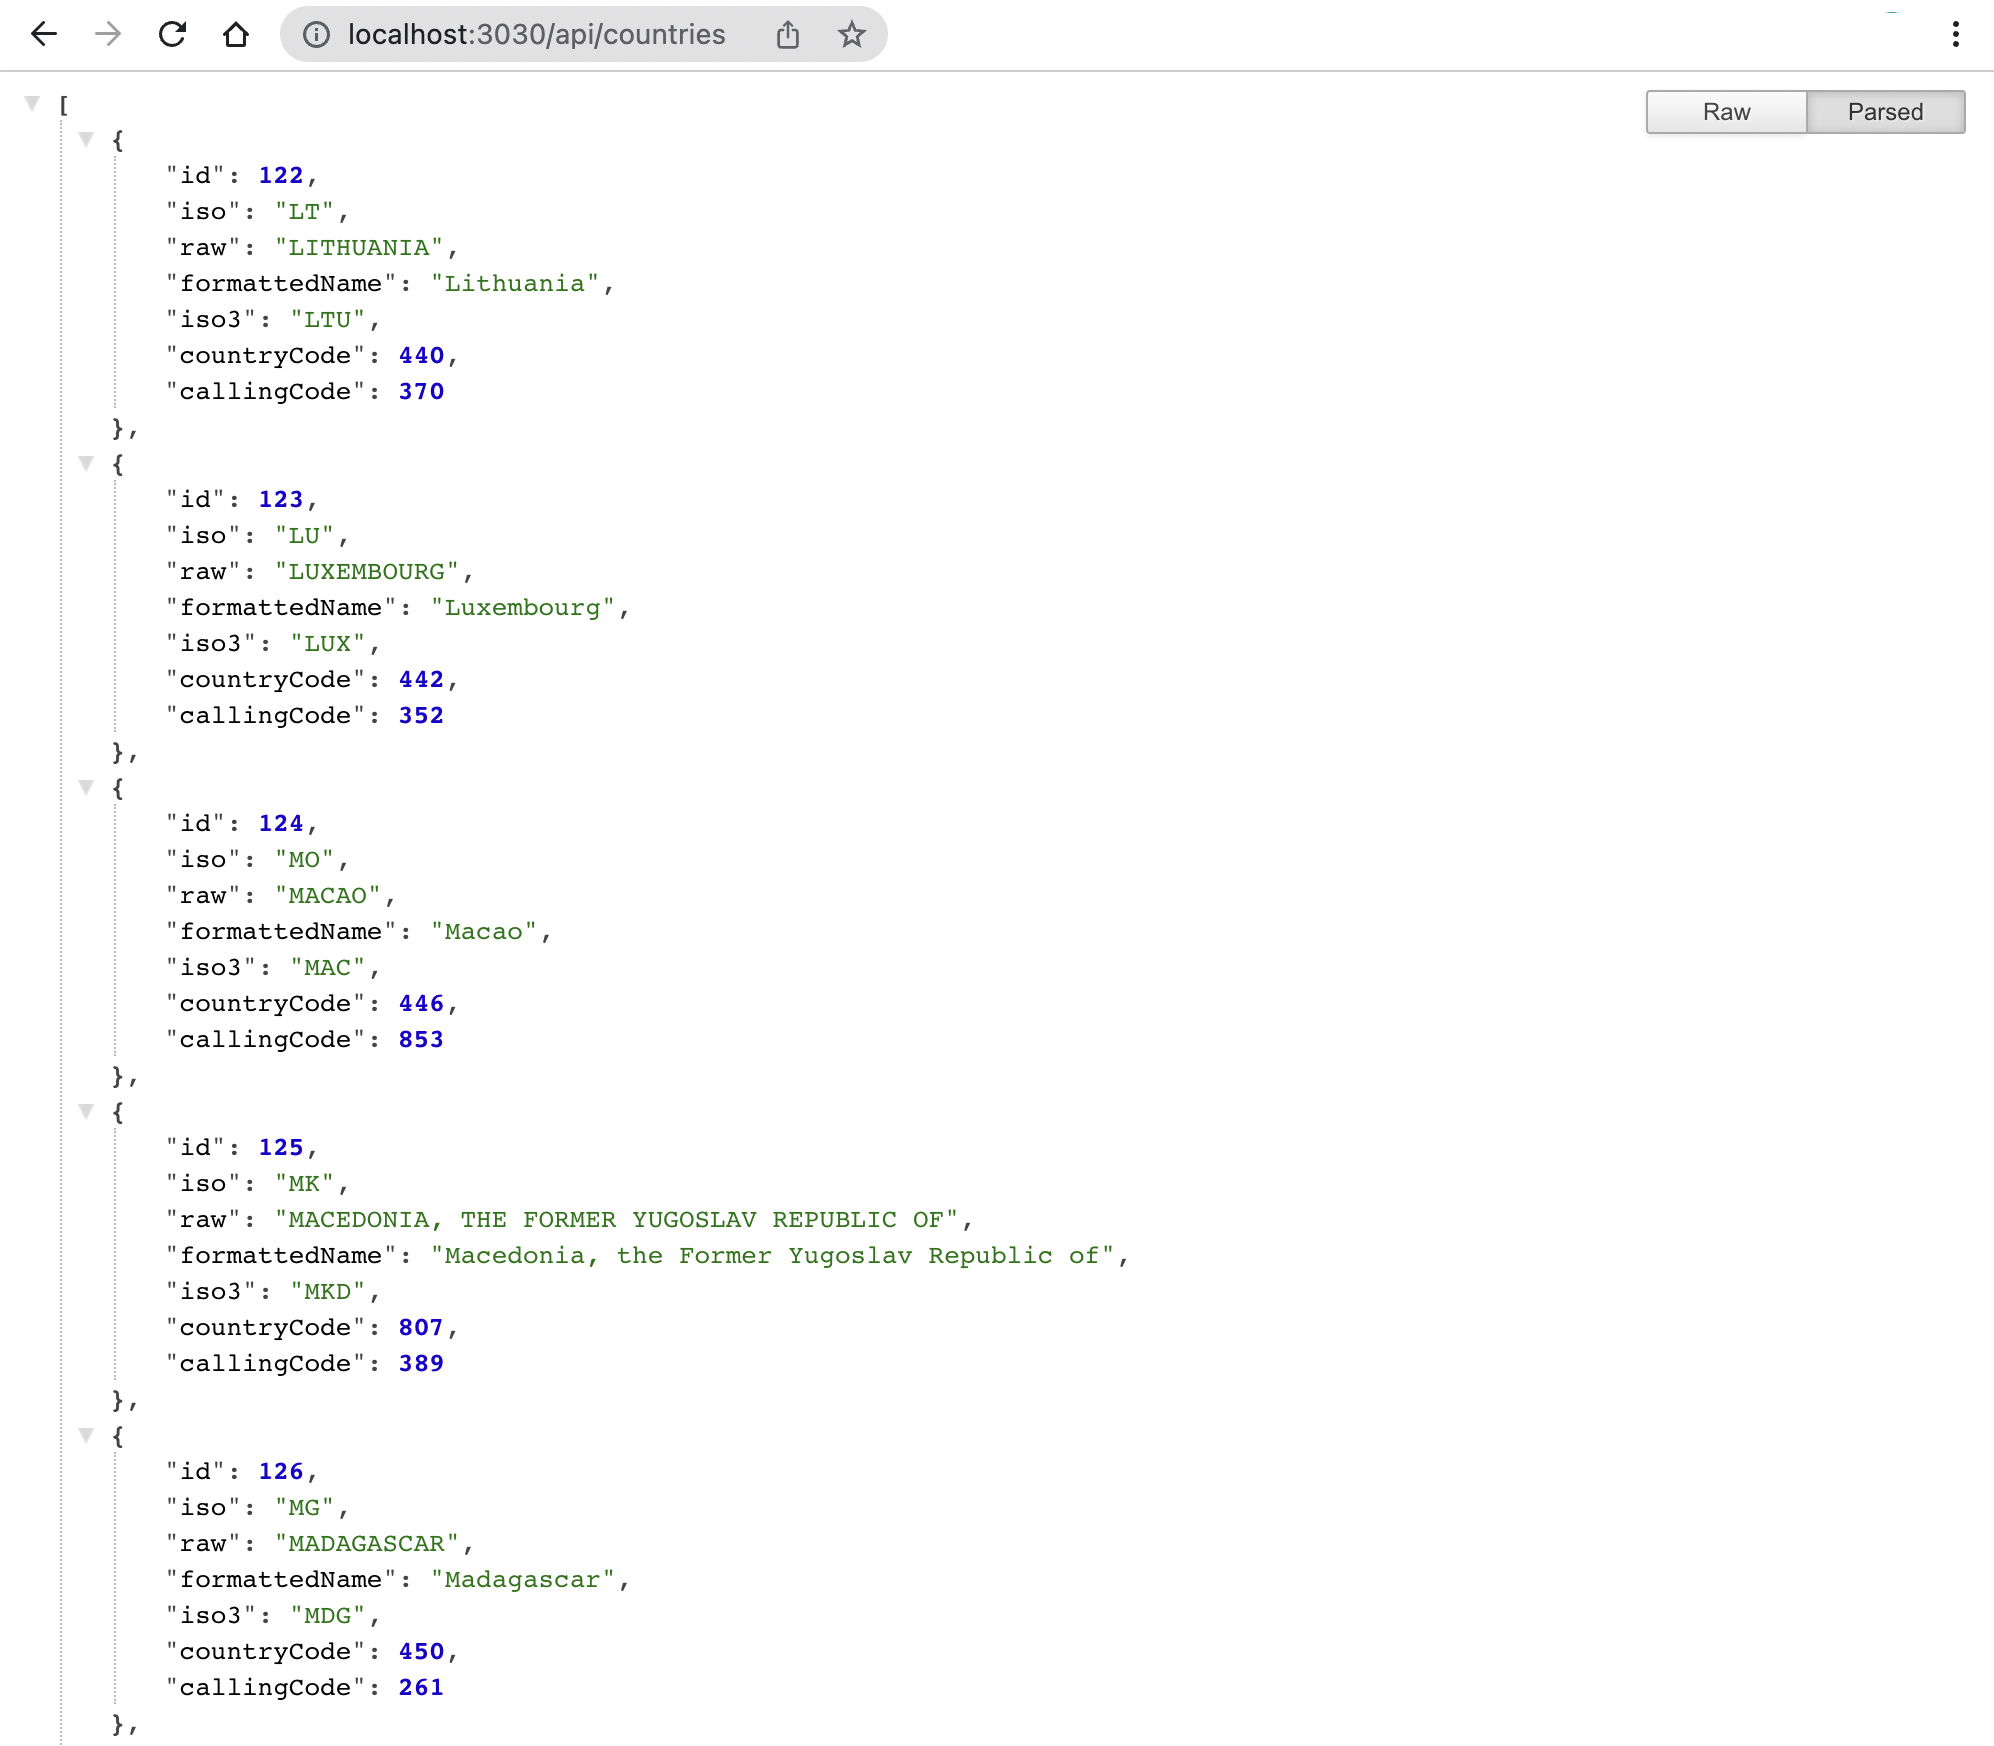 localhost:3030/api/countries
Raw Parsed
[
{
"id": 122,
"iso": "LT",
"raw": "LITHUANIA",
"formattedName": "Lithuania",
"iso3": "LTU",
"countryCode": 440,
"callingCode": 370
},
{
"id": 123,
"iso": "LU",
"raw": "LUXEMBOURG",
"formattedName": "Luxembourg",
"iso3": "LUX",
"countryCode": 442,
"callingCode": 352
},
{
"id": 124,
"iso": "MO",
"raw": "MACAO",
"formattedName": "Macao",
"iso3": "MAC",
"countryCode": 446,
"callingCode": 853
},
{
"id": 125,
"iso": "MK",
"raw": "MACEDONIA, THE FORMER YUGOSLAV REPUBLIC OF",
"formattedName": "Macedonia, the Former Yugoslav Republic of",
"iso3": "MKD",
"countryCode": 807,
"callingCode": 389
},
{
"id": 126,
"iso": "MG",
"raw": "MADAGASCAR",
"formattedName": "Madagascar",
"iso3": "MDG",
"countryCode": 450,
"callingCode": 261
},